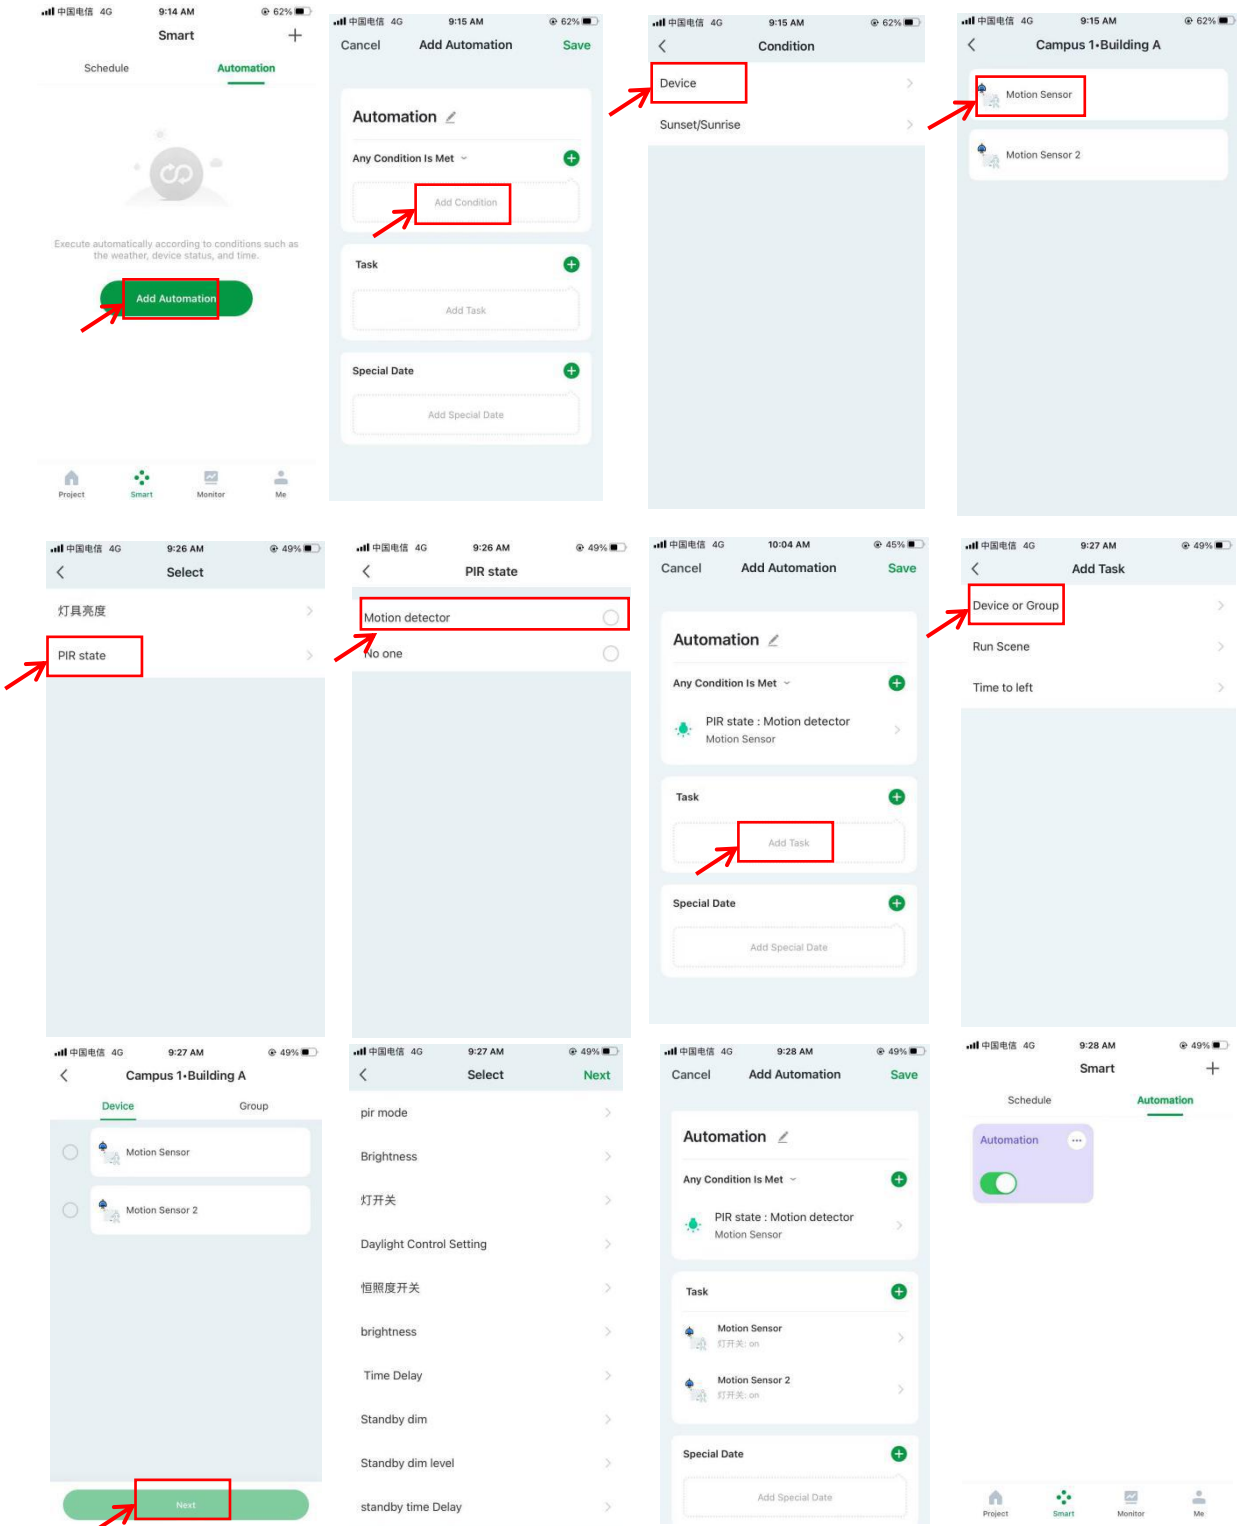 中国电信 4G 9:14 AM 62%
Smart
Schedule Automation
Execute automatically according to conditions such as
the weather, device status, and time.
Add Automation
Project Smart Monitor Me
中国电信 4G 9:15 AM 62%
Cancel Add Automation Save
Automation
Any Condition Is Met
Add Condition
Task
Add Task
Special Date
Add Special Date
中国电信 4G 9:15 AM 62%
Condition
Device
Sunset/Sunrise
中国电信 4G 9:15 AM 62%
Campus 1•Building A
Motion Sensor
Motion Sensor 2
中国电信 4G 9:26 AM 49%
Select
灯具亮度
PIR state
中国电信 4G 9:26 AM 49%
PIR state
Motion detector
No one
中国电信 4G 10:04 AM 45%
Cancel Add Automation Save
Automation
Any Condition Is Met
PIR state : Motion detector
Motion Sensor
Task
Add Task
Special Date
Add Special Date
中国电信 4G 9:27 AM 49%
Add Task
Device or Group
Run Scene
Time to left
中国电信 4G 9:27 AM 49%
Campus 1•Building A
Device Group
Motion Sensor
Motion Sensor 2
Next
中国电信 4G 9:27 AM 49%
Select Next
pir mode
Brightness
灯开关
Daylight Control Setting
恒照度开关
brightness
Time Delay
Standby dim
Standby dim level
standby time Delay
中国电信 4G 9:28 AM 49%
Cancel Add Automation Save
Automation
Any Condition Is Met
PIR state : Motion detector
Motion Sensor
Task
Motion Sensor
灯开关: on
Motion Sensor 2
灯开关: on
Special Date
Add Special Date
中国电信 4G 9:28 AM 49%
Smart
Schedule Automation
Automation
Project Smart Monitor Me